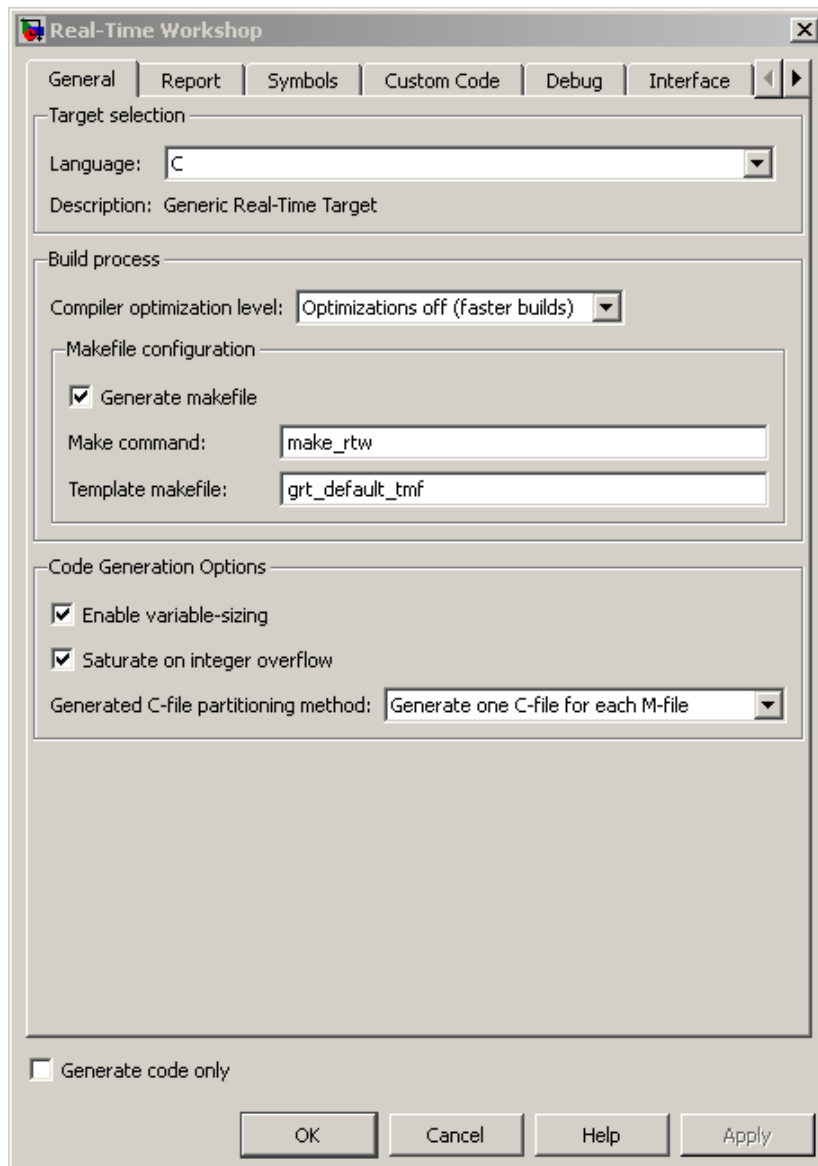 Real-Time Workshop
General Report Symbols Custom Code Debug Interface
Target selection
Language: C
Description: Generic Real-Time Target
Build process
Compiler optimization level: Optimizations off (faster builds)
Makefile configuration
Generate makefile
Make command: make_rtw
Template makefile: grt_default_tmf
Code Generation Options
Enable variable-sizing
Saturate on integer overflow
Generated C-file partitioning method: Generate one C-file for each M-file
Generate code only
OK Cancel Help Apply